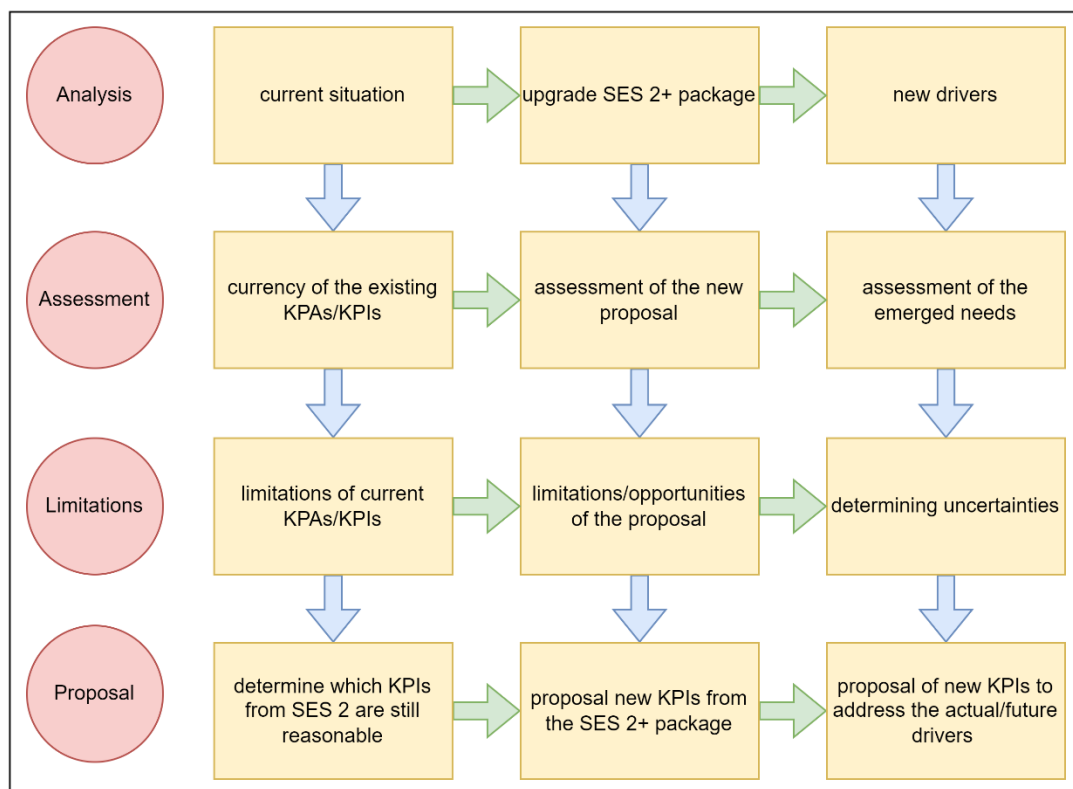 Analysis
current situation
upgrade SES 2+ package
new drivers
Assessment
currency of the existing
KPAs/KPIs
assessment of the new
proposal
assessment of the
emerged needs
Limitations
limitations of current
KPAs/KPIs
limitations/opportunities
of the proposal
determining uncertainties
Proposal
determine which KPIs
from SES 2 are still
reasonable
proposal new KPIs from
the SES 2+ package
proposal of new KPIs to
address the actual/future
drivers